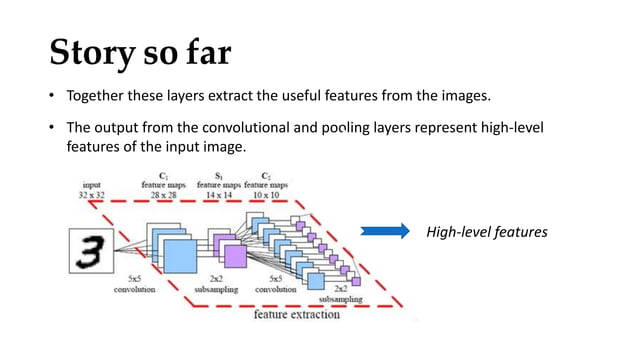 Story so far
• Together these layers extract the useful features from the images.
• The output from the convolutional and pooling layers represent high-level
features of the input image.
input
32 x 32
C1
feature maps
28 x 28
S1
feature maps
14 x 14
C2
feature maps
10 x 10
3
5x5
convolution
2x2
subsampling
5x5
convolution
2x2
subsampling
feature extraction
High-level features